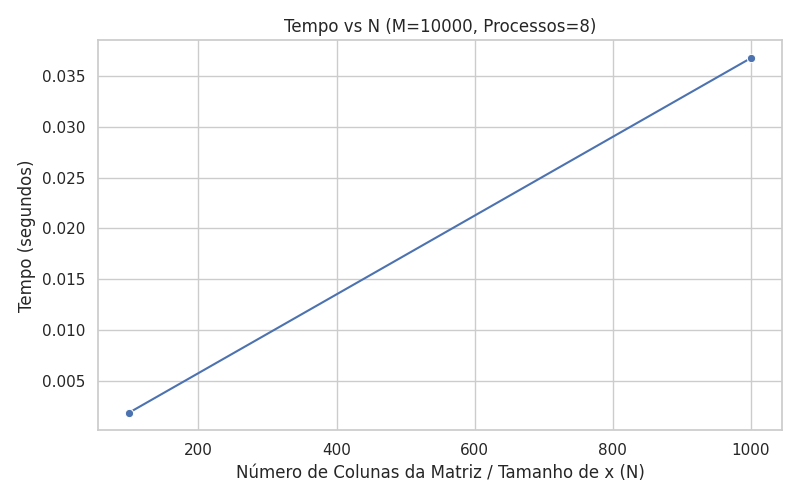 Tempo vs N (M=10000, Processos=8)
Tempo (segundos)
0.035
0.030
0.025
0.020
0.015
0.010
0.005
200 400 600 800 1000
Número de Colunas da Matriz / Tamanho de x (N)